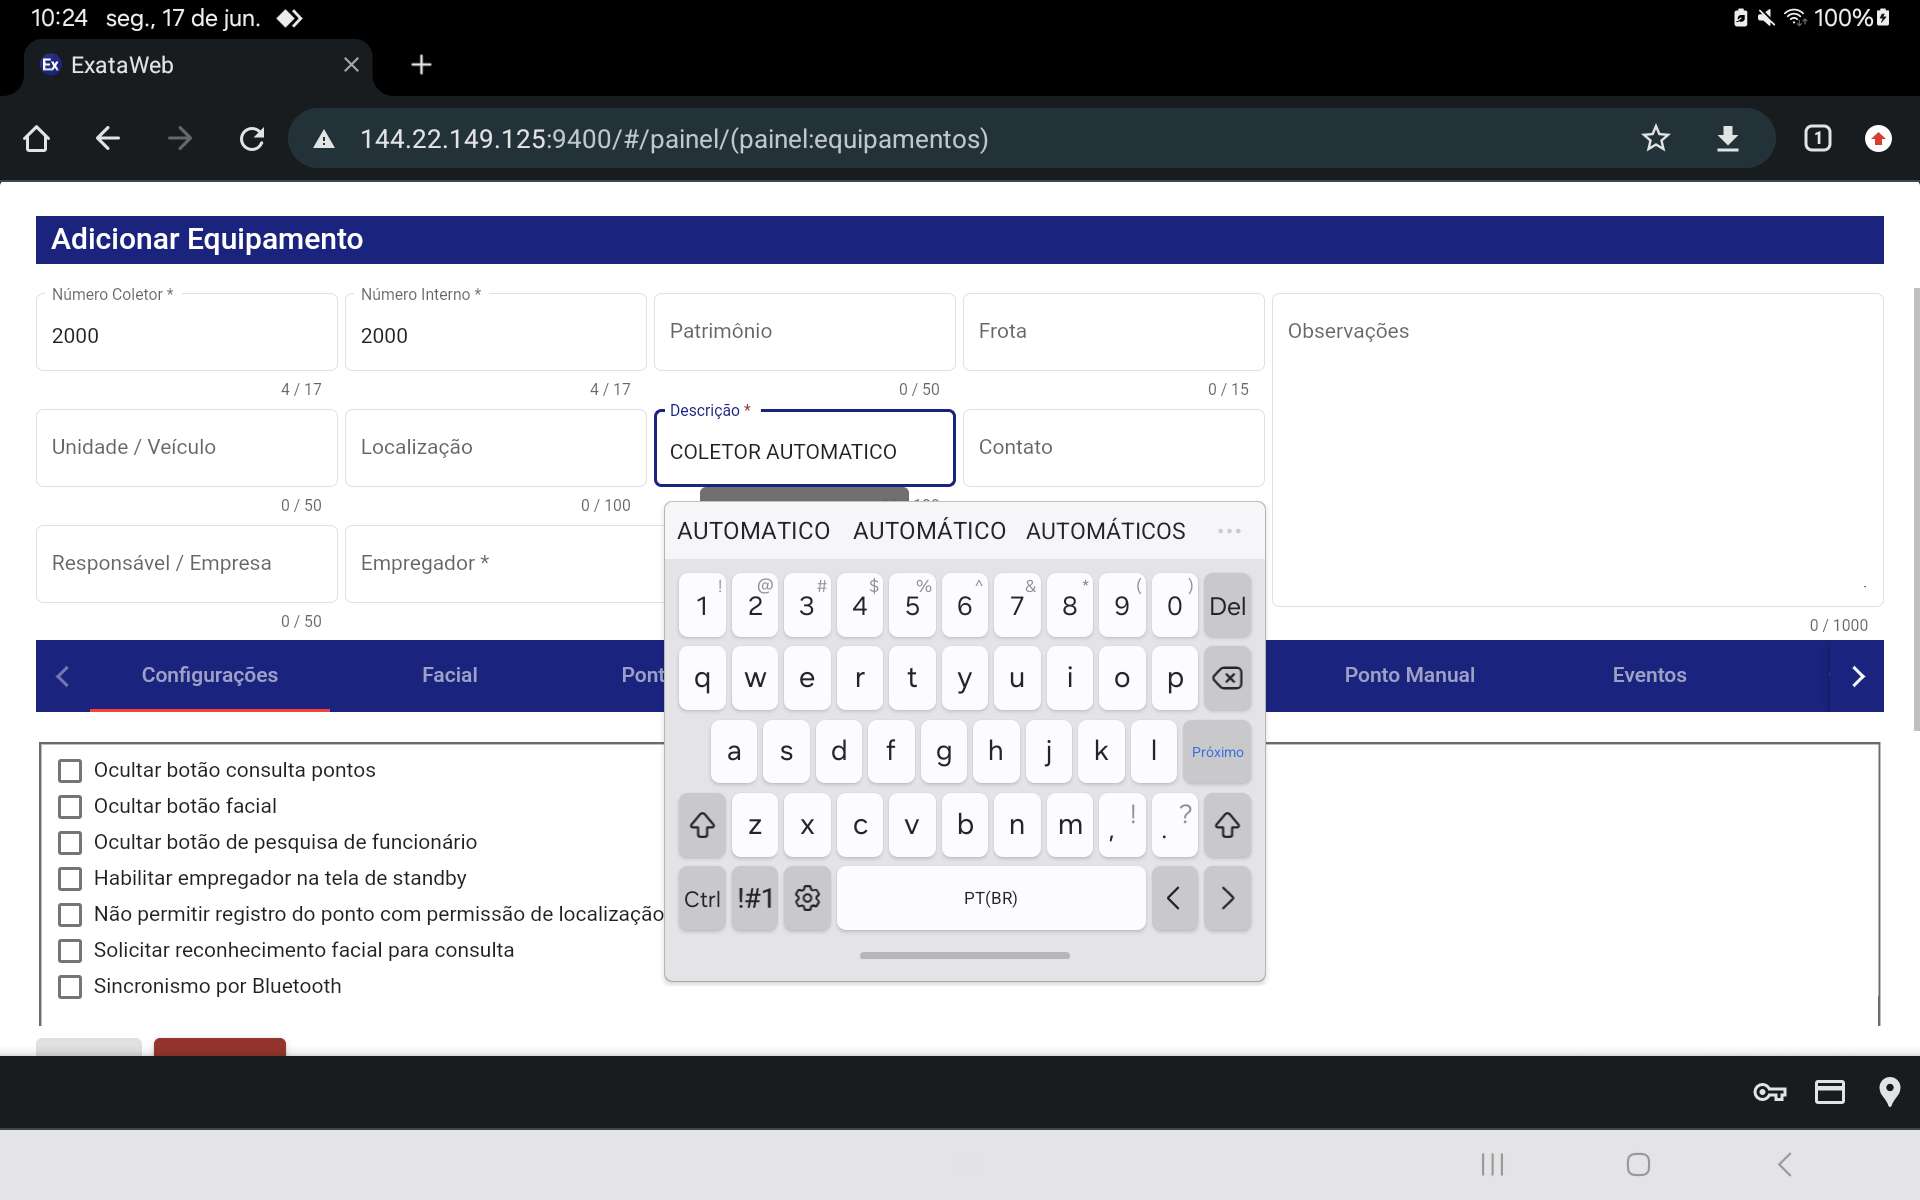 10:24 seg., 17 de jun. 100%
Ex ExataWeb
144.22.149.125:9400/#/painel/(painel:equipamentos) 1
Adicionar Equipamento
Número Coletor * Número Interno *
2000 2000 Patrimônio Frota Observações
4 / 17 4 / 17 0 / 50 0 / 15
Descrição *
Unidade / Veículo Localização COLETOR AUTOMATICO Contato
0 / 50 0 / 100
AUTOMATICO AUTOMÁTICO AUTOMÁTICOS ...
Responsável / Empresa Empregador *
0 / 50 0 / 1000
! @ # $ % ^ & * ( )
1 2 3 4 5 6 7 8 9 0 Del
Configurações Facial Pont Ponto Manual Eventos
q w e r t y u i o p
a s d f g h j k l Próximo
! ?
z x c v b n m , .
Ctrl !#1 PT(BR) < >
Ocultar botão consulta pontos
Ocultar botão facial
Ocultar botão de pesquisa de funcionário
Habilitar empregador na tela de standby
Não permitir registro do ponto com permissão de localização
Solicitar reconhecimento facial para consulta
Sincronismo por Bluetooth